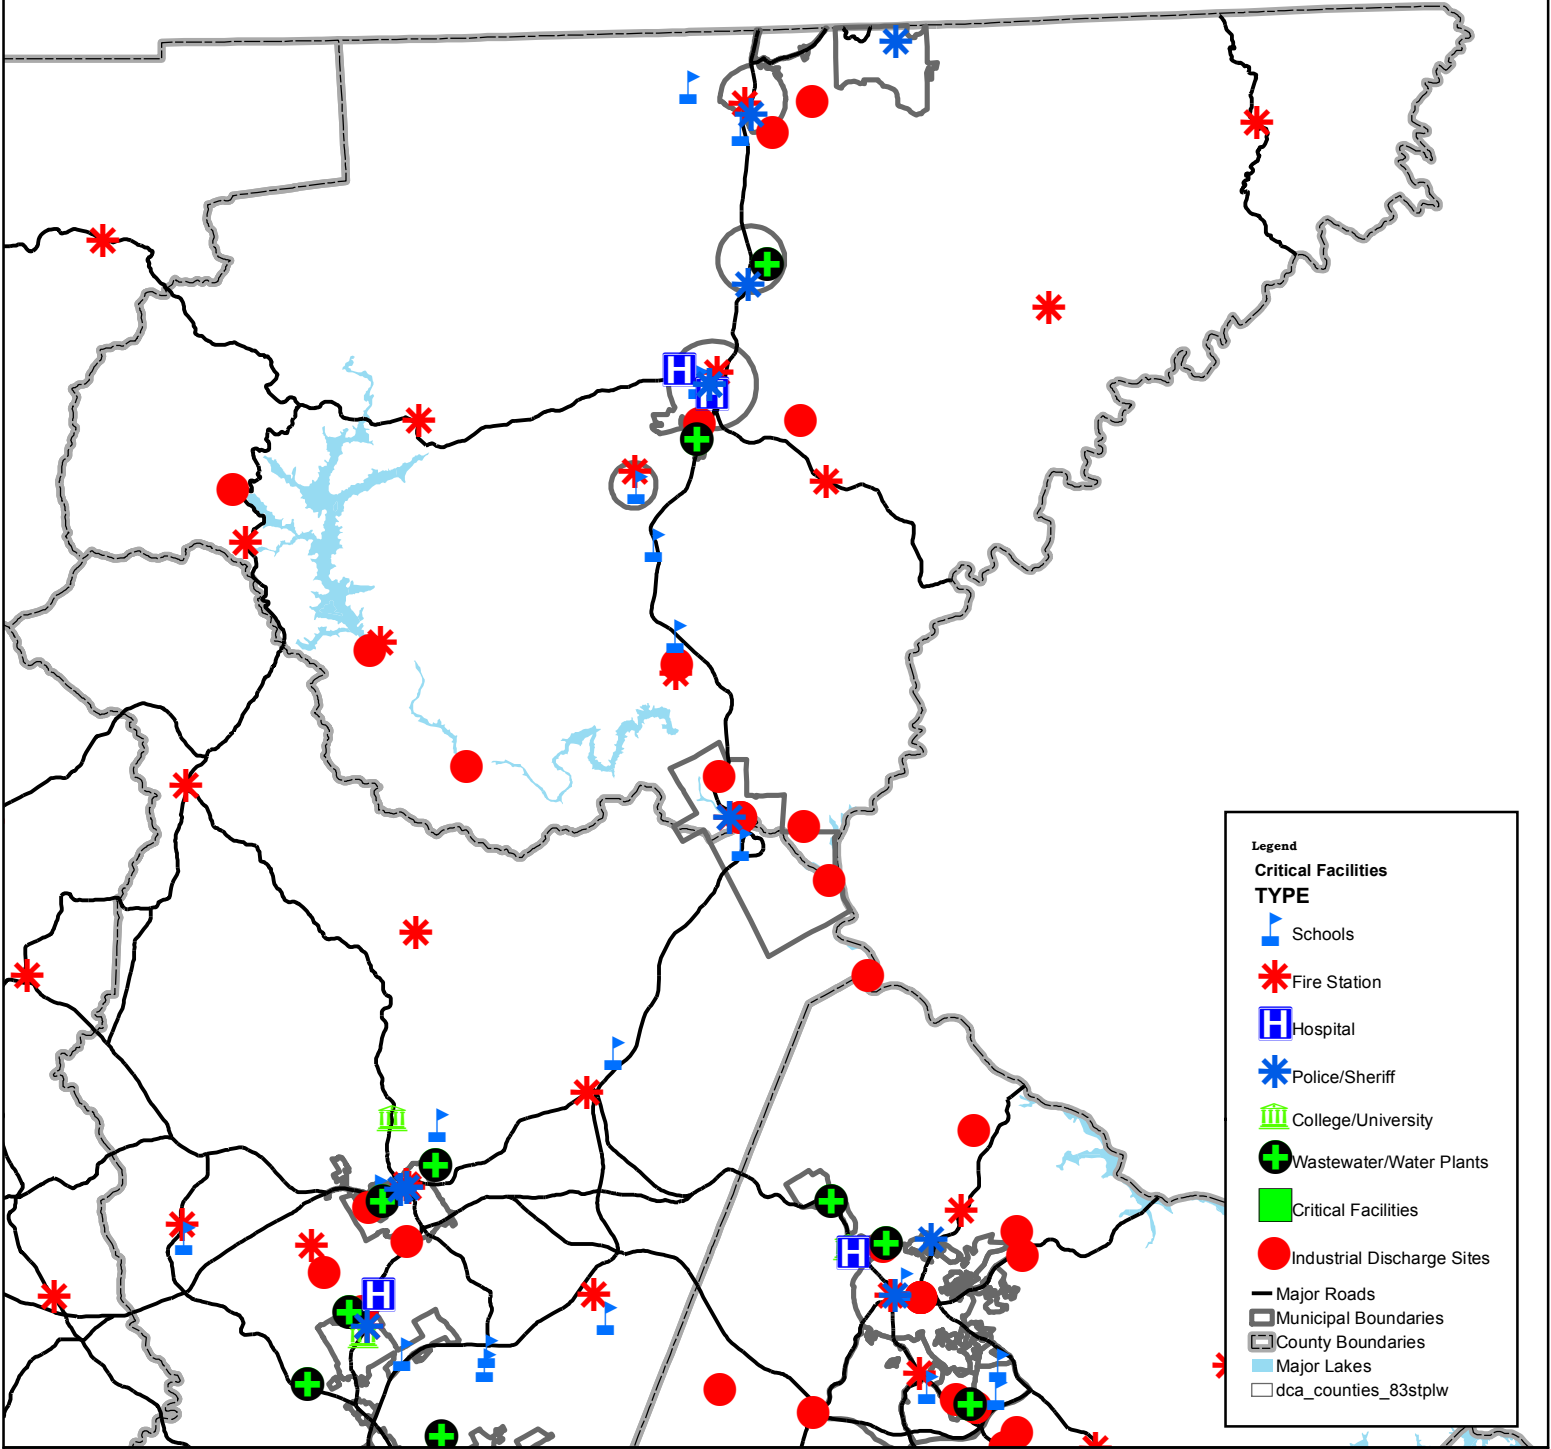 Legend
Critical Facilities
TYPE
Schools
Fire Station
H Hospital
Police/Sheriff
College/University
Wastewater/Water Plants
Critical Facilities
Industrial Discharge Sites
Major Roads
Municipal Boundaries
County Boundaries
Major Lakes
dca_counties_83stplw
H
H
H
H